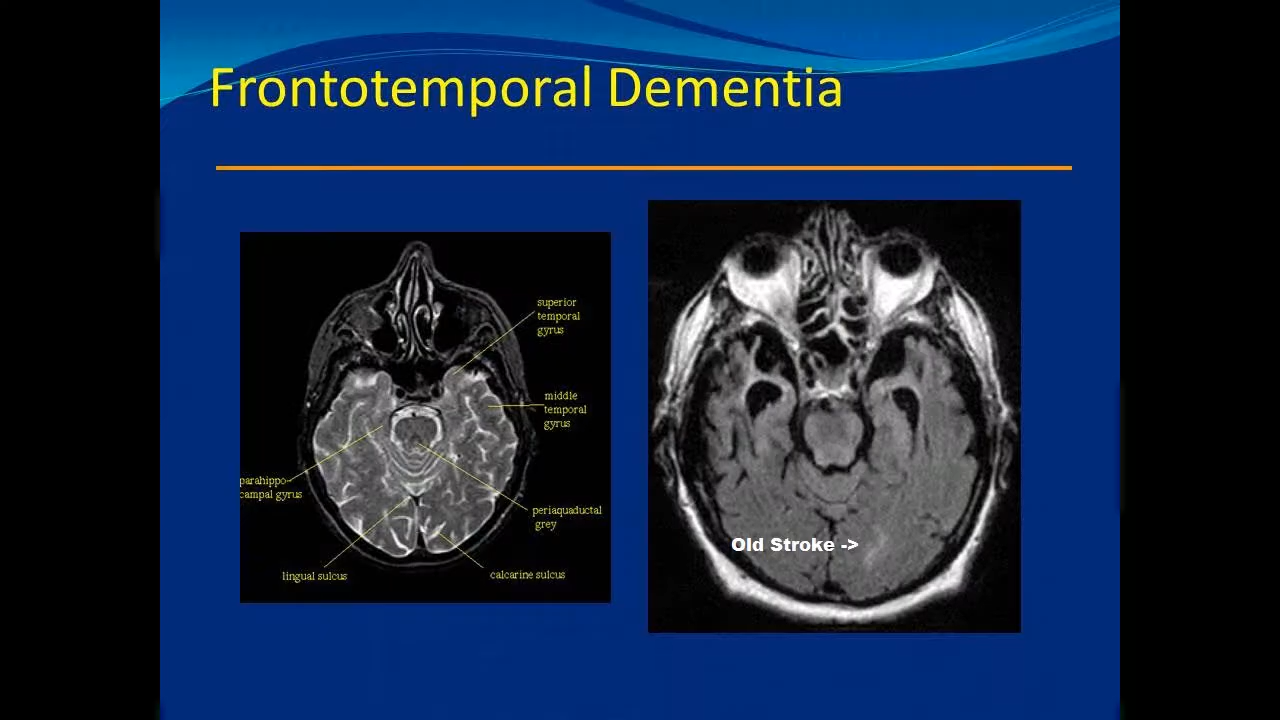 Frontotemporal Dementia
superior
temporal
gyrus
middle
temporal
gyrus
parahippo-
campal gyrus
periaquaductal
grey
lingual sulcus
calcarine sulcus
Old Stroke ->